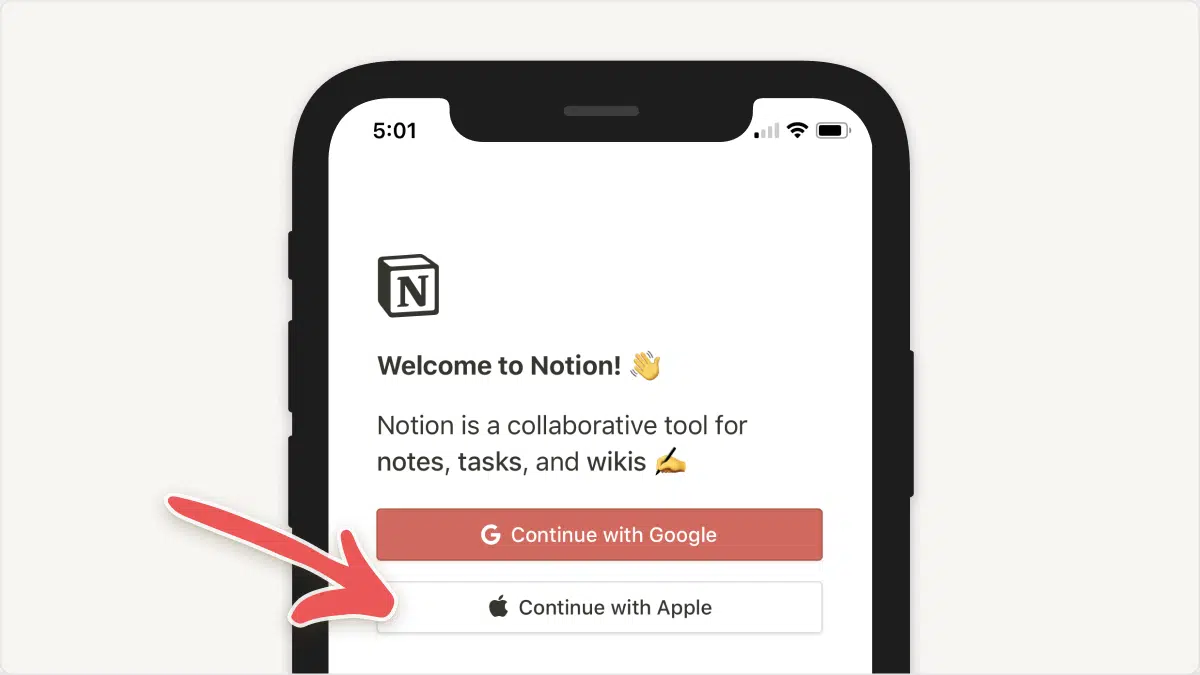 5:01
N
Welcome to Notion! 👋
Notion is a collaborative tool for
notes, tasks, and wikis ✍️
G Continue with Google
Continue with Apple